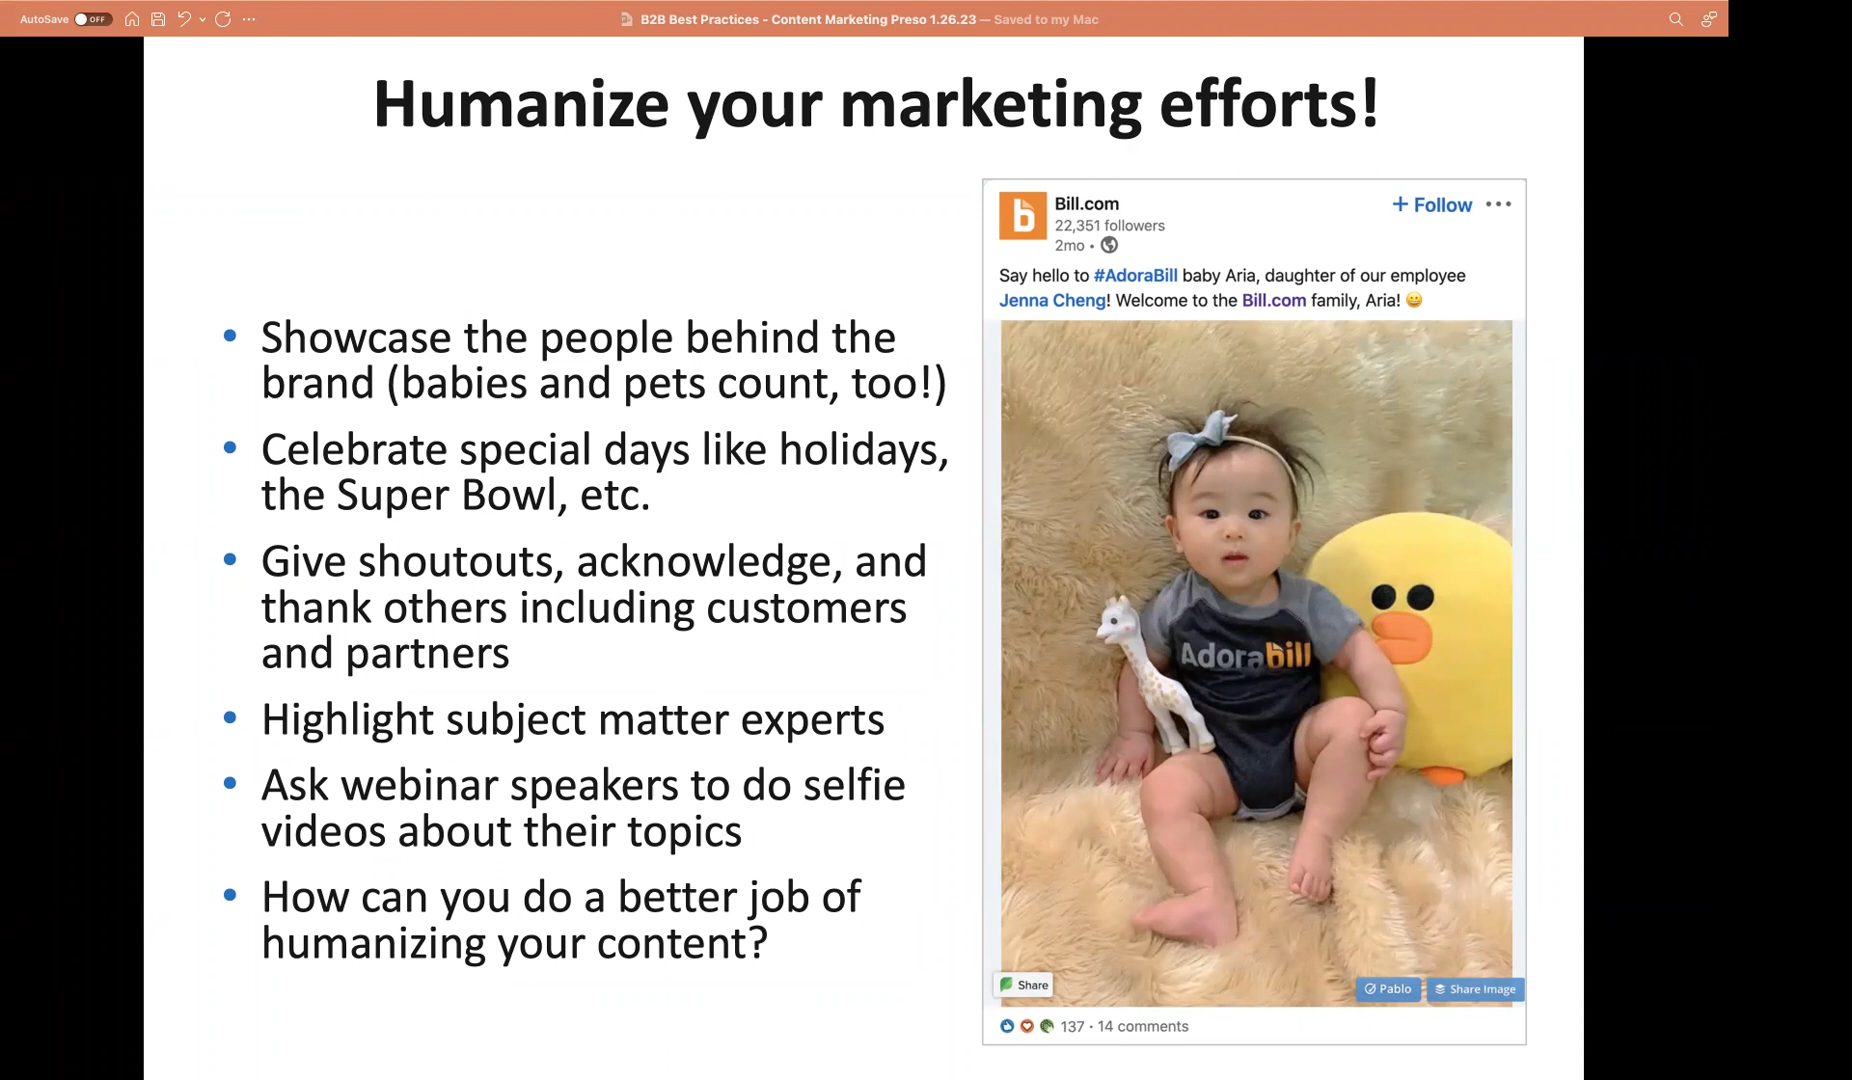 AutoSave OFF
B2B Best Practices - Content Marketing Preso 1.26.23 — Saved to my Mac
Humanize your marketing efforts!
• Showcase the people behind the
brand (babies and pets count, too!)
• Celebrate special days like holidays,
the Super Bowl, etc.
• Give shoutouts, acknowledge, and
thank others including customers
and partners
• Highlight subject matter experts
• Ask webinar speakers to do selfie
videos about their topics
• How can you do a better job of
humanizing your content?
b
Bill.com
+ Follow
22,351 followers
2mo •
Say hello to #AdoraBill baby Aria, daughter of our employee
Jenna Cheng! Welcome to the Bill.com family, Aria! 😀
Adorabill
Share
Pablo
Share Image
137 · 14 comments